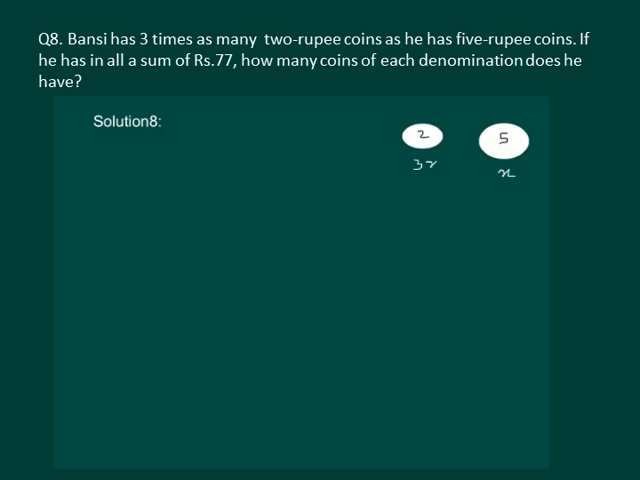 Q8. Bansi has 3 times as many two-rupee coins as he has five-rupee coins. If
he has in all a sum of Rs.77, how many coins of each denomination does he
have?
Solution8:
2 5
3x x